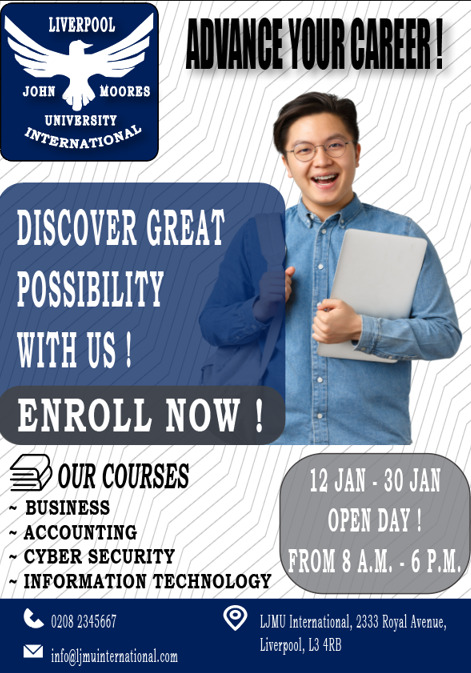 LIVERPOOL
JOHN MOORES
UNIVERSITY
INTERNATIONAL
ADVANCE YOUR CAREER !
DISCOVER GREAT
POSSIBILITY
WITH US !
ENROLL NOW !
OUR COURSES
~ BUSINESS
~ ACCOUNTING
~ CYBER SECURITY
~ INFORMATION TECHNOLOGY
12 JAN - 30 JAN
OPEN DAY !
FROM 8 A.M. - 6 P.M.
0208 2345667
info@ljmuinternational.com
LJMU International, 2333 Royal Avenue,
Liverpool, L3 4RB